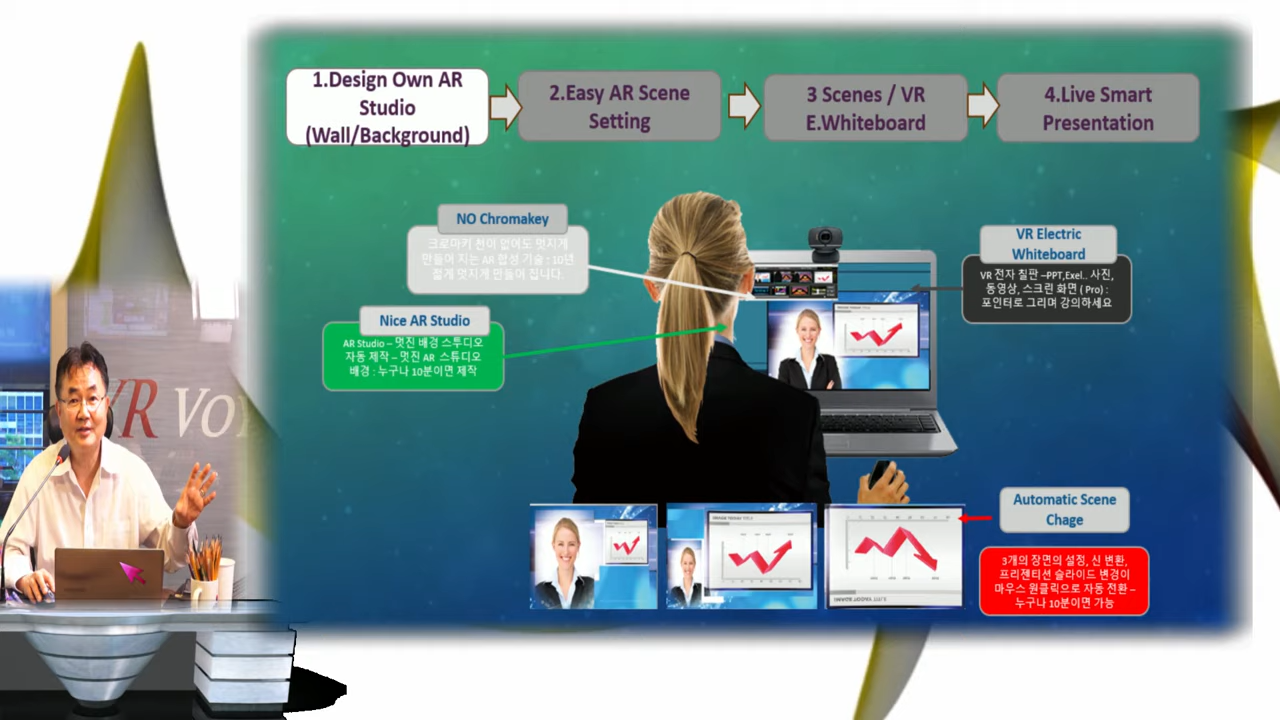 1.Design Own AR
Studio
(Wall/Background)
2.Easy AR Scene
Setting
3 Scenes / VR
E.Whiteboard
4.Live Smart
Presentation
NO Chromakey
크로마키 천이 없어도 멋지게
만들어 지는 AR 합성 기술 : 10년
젊게 멋지게 만들어 집니다.
VR Electric
Whiteboard
VR 전자 칠판 –PPT,Exel.. 사진,
동영상, 스크린 화면 ( Pro) :
포인터로 그리며 강의하세요
Nice AR Studio
AR Studio – 멋진 배경 스투디오
자동 제작 – 멋진 AR 스튜디오
배경 : 누구나 10분이면 제작
VR VO
Automatic Scene
Chage
3개의 장면의 설정, 신 변환,
프리젠티션 슬라이드 변경이
마우스 원클릭으로 자동 전환 –
누구나 10분이면 가능